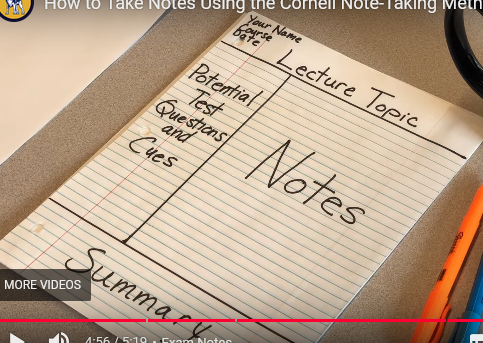 How to Take Notes Using the Cornell Note-Taking Meth
Your Name
Course
Date
Lecture Topic
Potential
Test
Questions
and
Cues
Notes
Summary
MORE VIDEOS
4:56 / 5:19 • Exam Notes